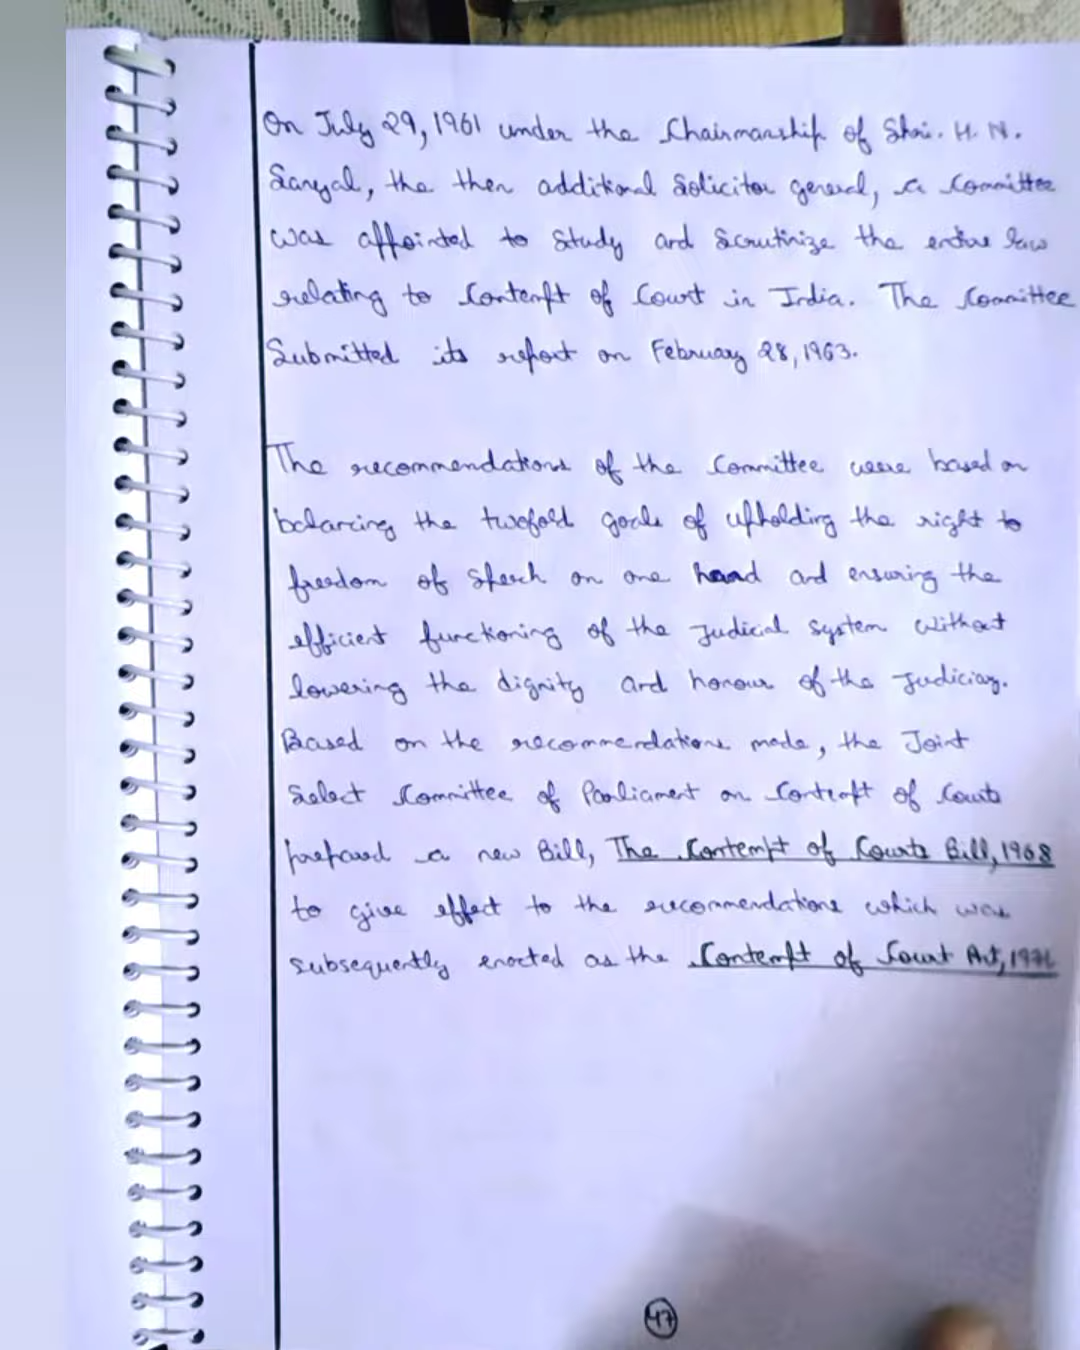 On July 29, 1961 under the Chairmanship of Shri. H. N.
Sanyal, the then additional Solicitor general, a Committee
was appointed to study and Scrutinize the entire law
relating to Contempt of Court in India. The Committee
Submitted its report on February 28, 1963.
The recommendations of the Committee were based on
balancing the twofold goals of upholding the right to
freedom of speech on one hand and ensuring the
efficient functioning of the Judicial system without
lowering the dignity and honour of the Judiciary.
Based on the recommendations made, the Joint
Select Committee of Parliament on Contempt of Courts
prepared a new Bill, The Contempt of Courts Bill, 1968
to give effect to the recommendations which was
subsequently enacted as the Contempt of Court Act,
47